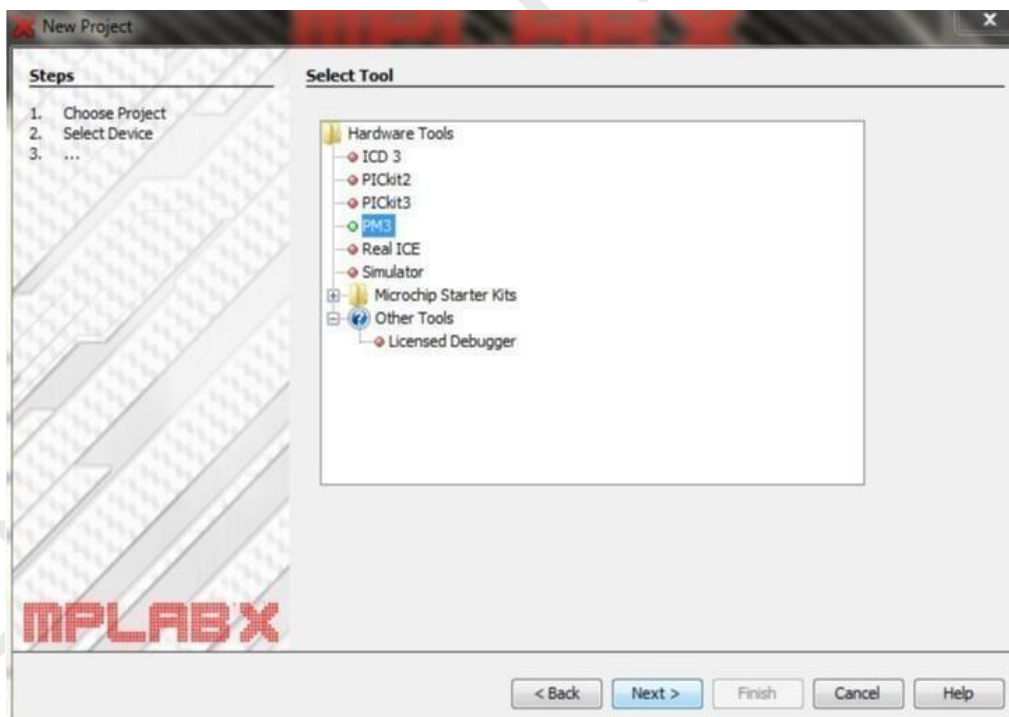 New Project
X
Steps
1. Choose Project
2. Select Device
3. ...
MPLABX
Select Tool
Hardware Tools
ICD 3
PICkit2
PICkit3
PM3
Real ICE
Simulator
Microchip Starter Kits
Other Tools
Licensed Debugger
< Back
Next >
Finish
Cancel
Help